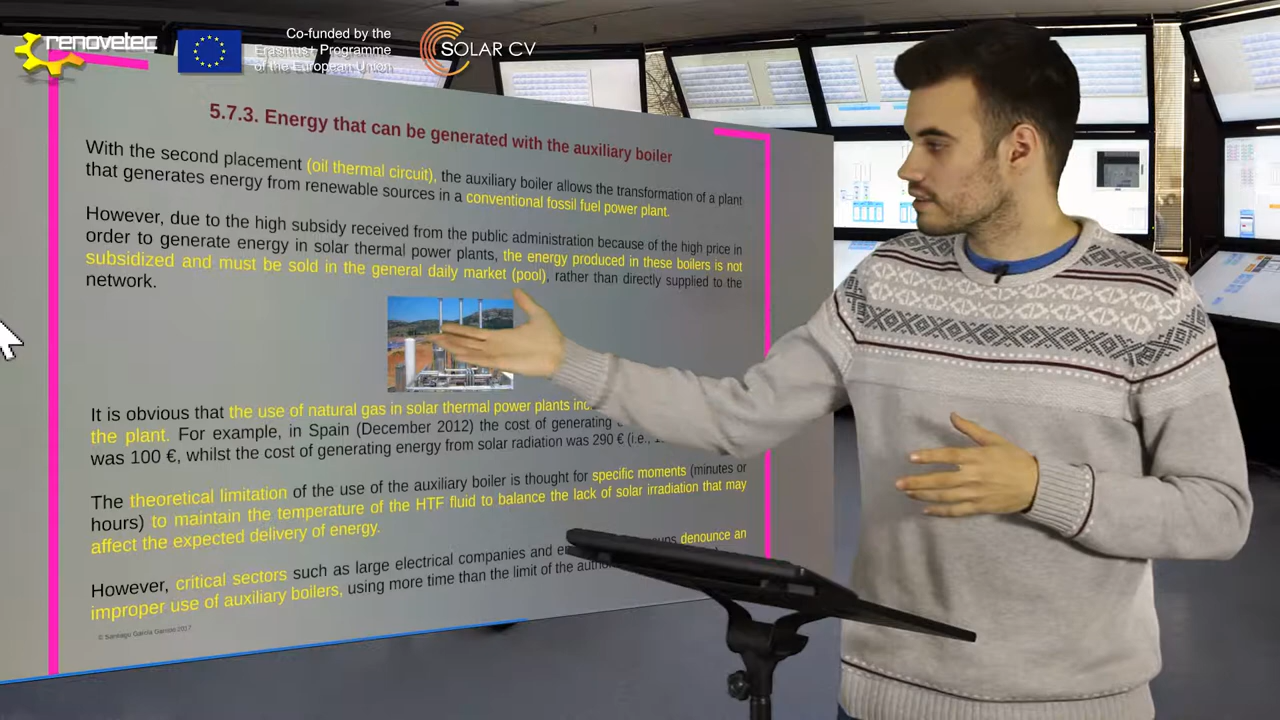 renovetec
Co-funded by the
Erasmus+ Programme
of the European Union
SOLAR CV
5.7.3. Energy that can be generated with the auxiliary boiler
With the second placement (oil thermal circuit), the auxiliary boiler allows the transformation of a plant
that generates energy from renewable sources in a conventional fossil fuel power plant.
However, due to the high subsidy received from the public administration because of the high price in
order to generate energy in solar thermal power plants, the energy produced in these boilers is not
subsidized and must be sold in the general daily market (pool), rather than directly supplied to the
network.
It is obvious that the use of natural gas in solar thermal power plants
the plant. For example, in Spain (December 2012) the cost of generating
was 100 €, whilst the cost of generating energy from solar radiation was 290 € (i.e.,
The theoretical limitation of the use of the auxiliary boiler is thought for specific moments (minutes or
hours) to maintain the temperature of the HTF fluid to balance the lack of solar irradiation that may
affect the expected delivery of energy.
However, critical sectors such as large electrical companies and denounce an
improper use of auxiliary boilers, using more time than the limit of the
© Santiago García Garrido 2017